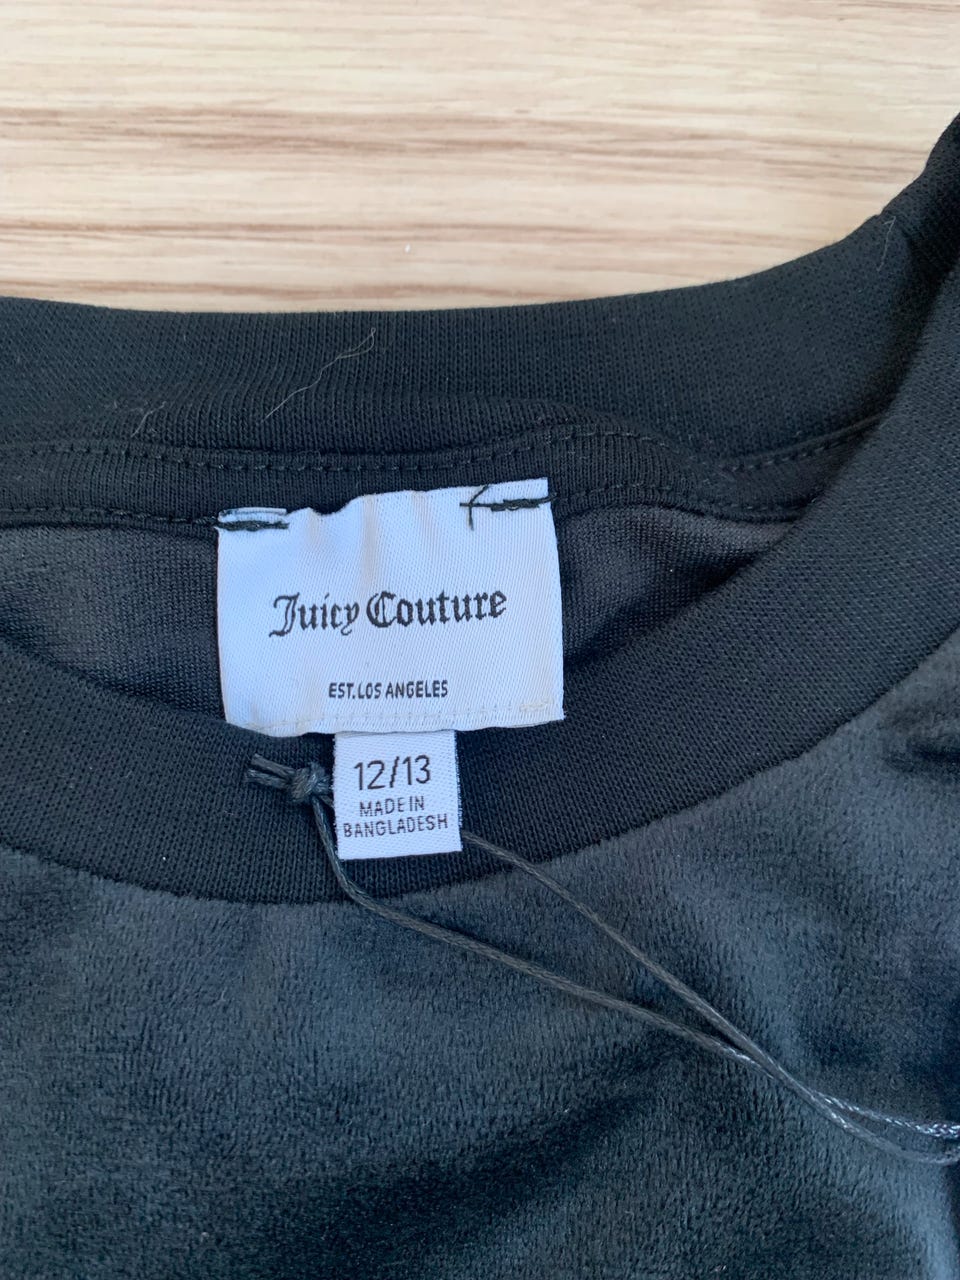 Juicy Couture
EST.LOS ANGELES
12/13
MADE IN
BANGLADESH